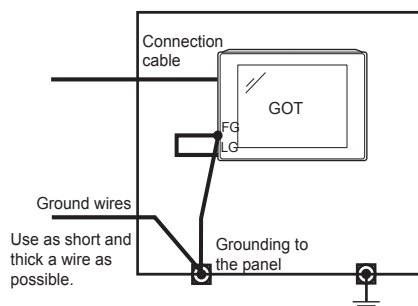 Connection
cable
GOT
FG
LG
Ground wires
Use as short and
thick a wire as
possible.
Grounding to
the panel